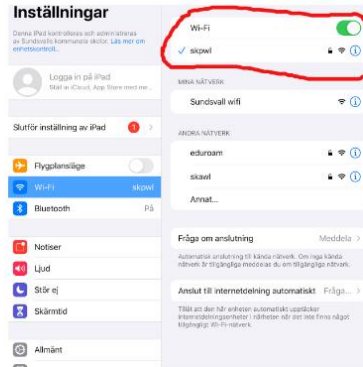 Inställningar
Denna iPad kontrolleras och administreras
av Sundsvalls kommunala skolor. Läs mer om
enhetskontroll...
Logga in på iPad
Ställ in iCloud, App Store med mer...
Slutför inställning av iPad 1
Flygplansläge
Wi-Fi skpwl
Bluetooth På
Notiser
Ljud
Stör ej
Skärmtid
Allmänt
Wi-Fi
skpwl
MINA NÄTVERK
Sundsvall wifi
ANDRA NÄTVERK
eduroam
skawl
Annat...
Fråga om anslutning Meddela
Automatisk anslutning till kända nätverk. Om inga kända
nätverk är tillgängliga meddelas du om tillgängliga nätverk.
Anslut till internetdelning automatiskt Fråga...
Tillåt att den här enheten automatiskt upptäcker
internetdelningsenheter i närheten när det inte finns något
tillgängligt Wi-Fi-nätverk.